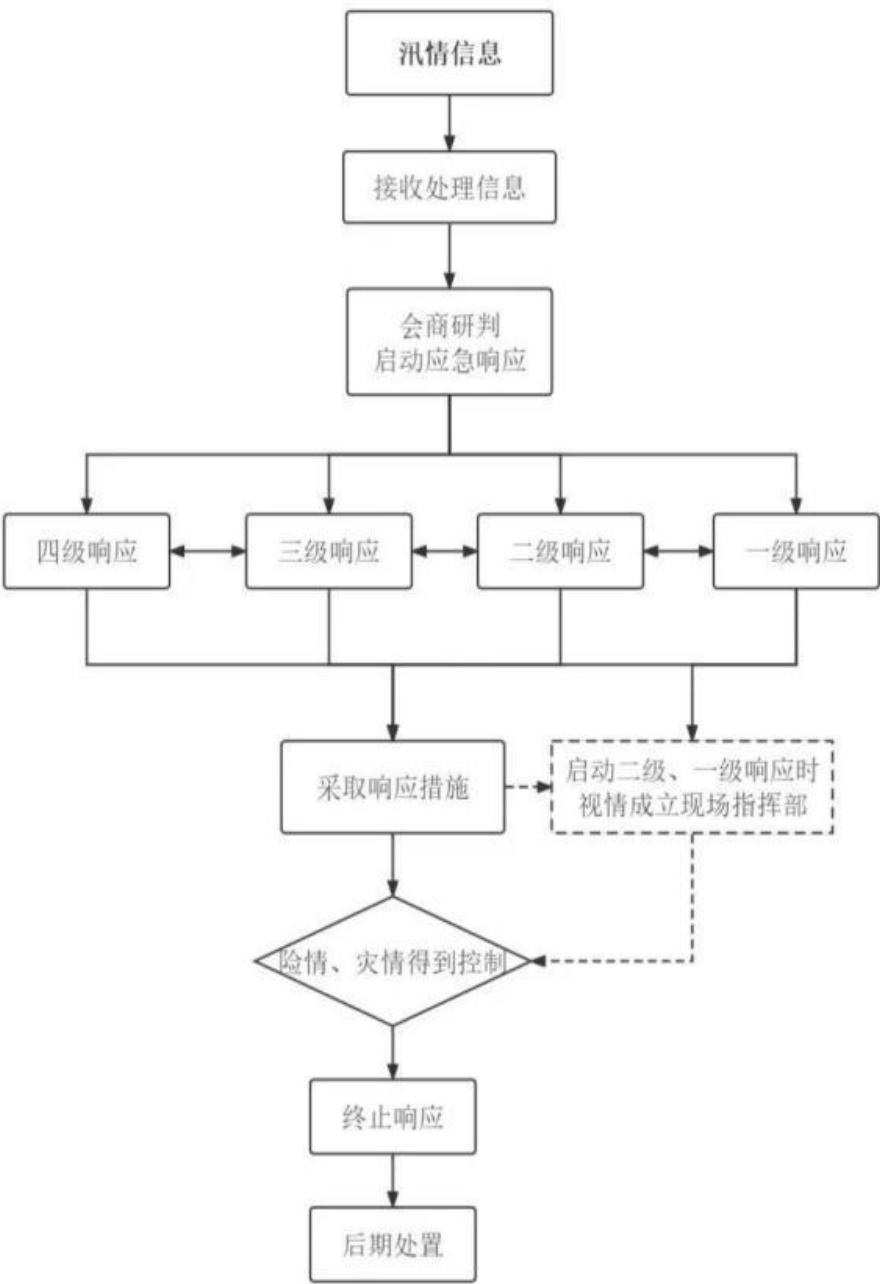 汛情信息
接收处理信息
会商研判
启动应急响应
四级响应
三级响应
二级响应
一级响应
采取响应措施
启动二级、一级响应时
视情成立现场指挥部
险情、灾情得到控制
终止响应
后期处置